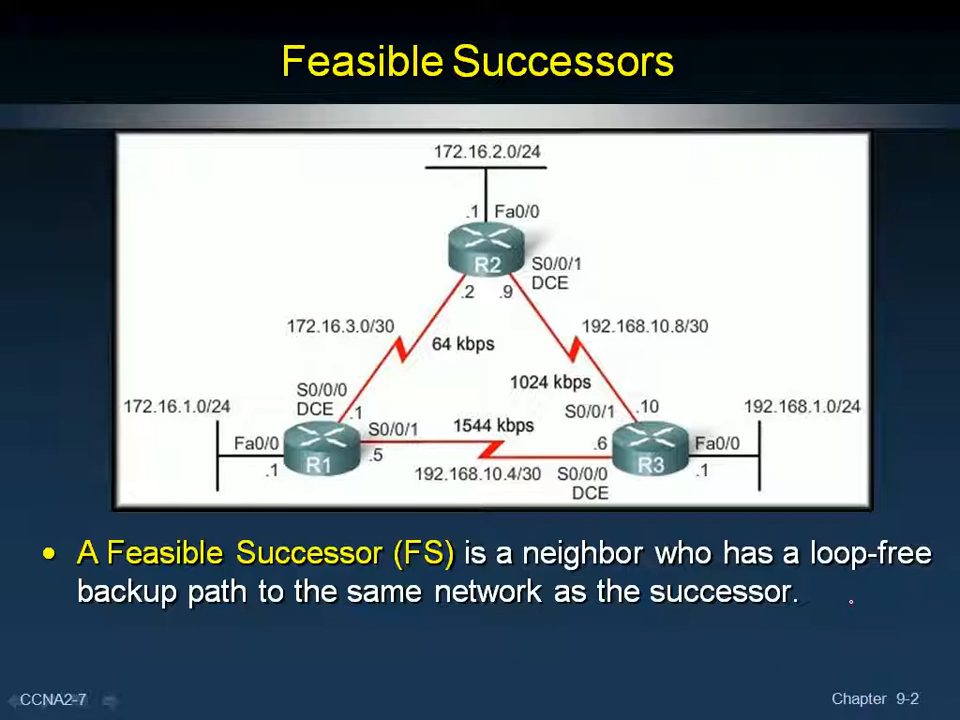 Feasible Successors
172.16.2.0/24
.1 Fa0/0
R2
S0/0/1
DCE
.2 .9
172.16.3.0/30
192.168.10.8/30
64 kbps
1024 kbps
S0/0/0
DCE
.1
172.16.1.0/24
S0/0/1
1544 kbps
S0/0/1
.10
192.168.1.0/24
Fa0/0
.1
R1
.5
.6
R3
Fa0/0
.1
192.168.10.4/30
S0/0/0
DCE
• A Feasible Successor (FS) is a neighbor who has a loop-free
backup path to the same network as the successor.
CCNA2-7
Chapter 9-2